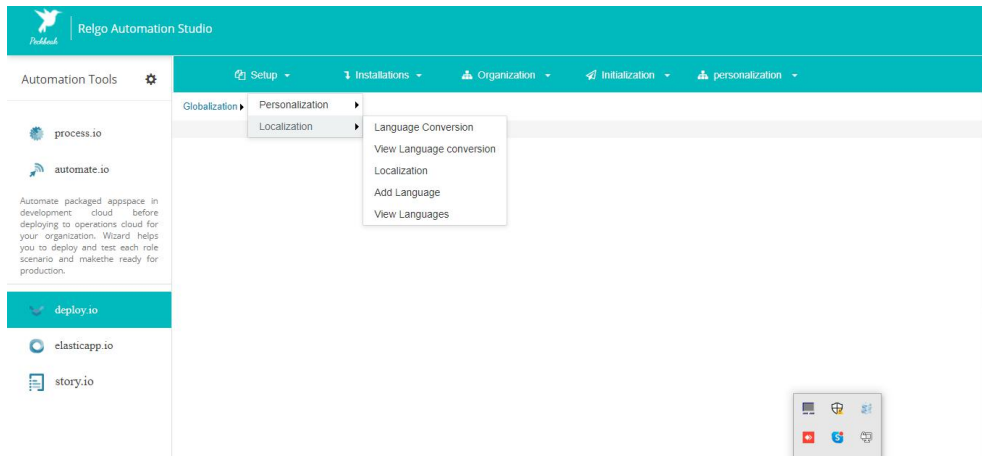 Relgo Automation Studio
Automation Tools
Setup
Installations
Organization
Initialization
personalization
Globalization
Personalization
Localization
Language Conversion
View Language conversion
Localization
Add Language
View Languages
process.io
automate.io
Automate packaged appspace in
development cloud before
deploying to operations cloud for
your organization. Wizard helps
you to deploy and test each role
scenario and makethe ready for
production.
deploy.io
elasticapp.io
story.io